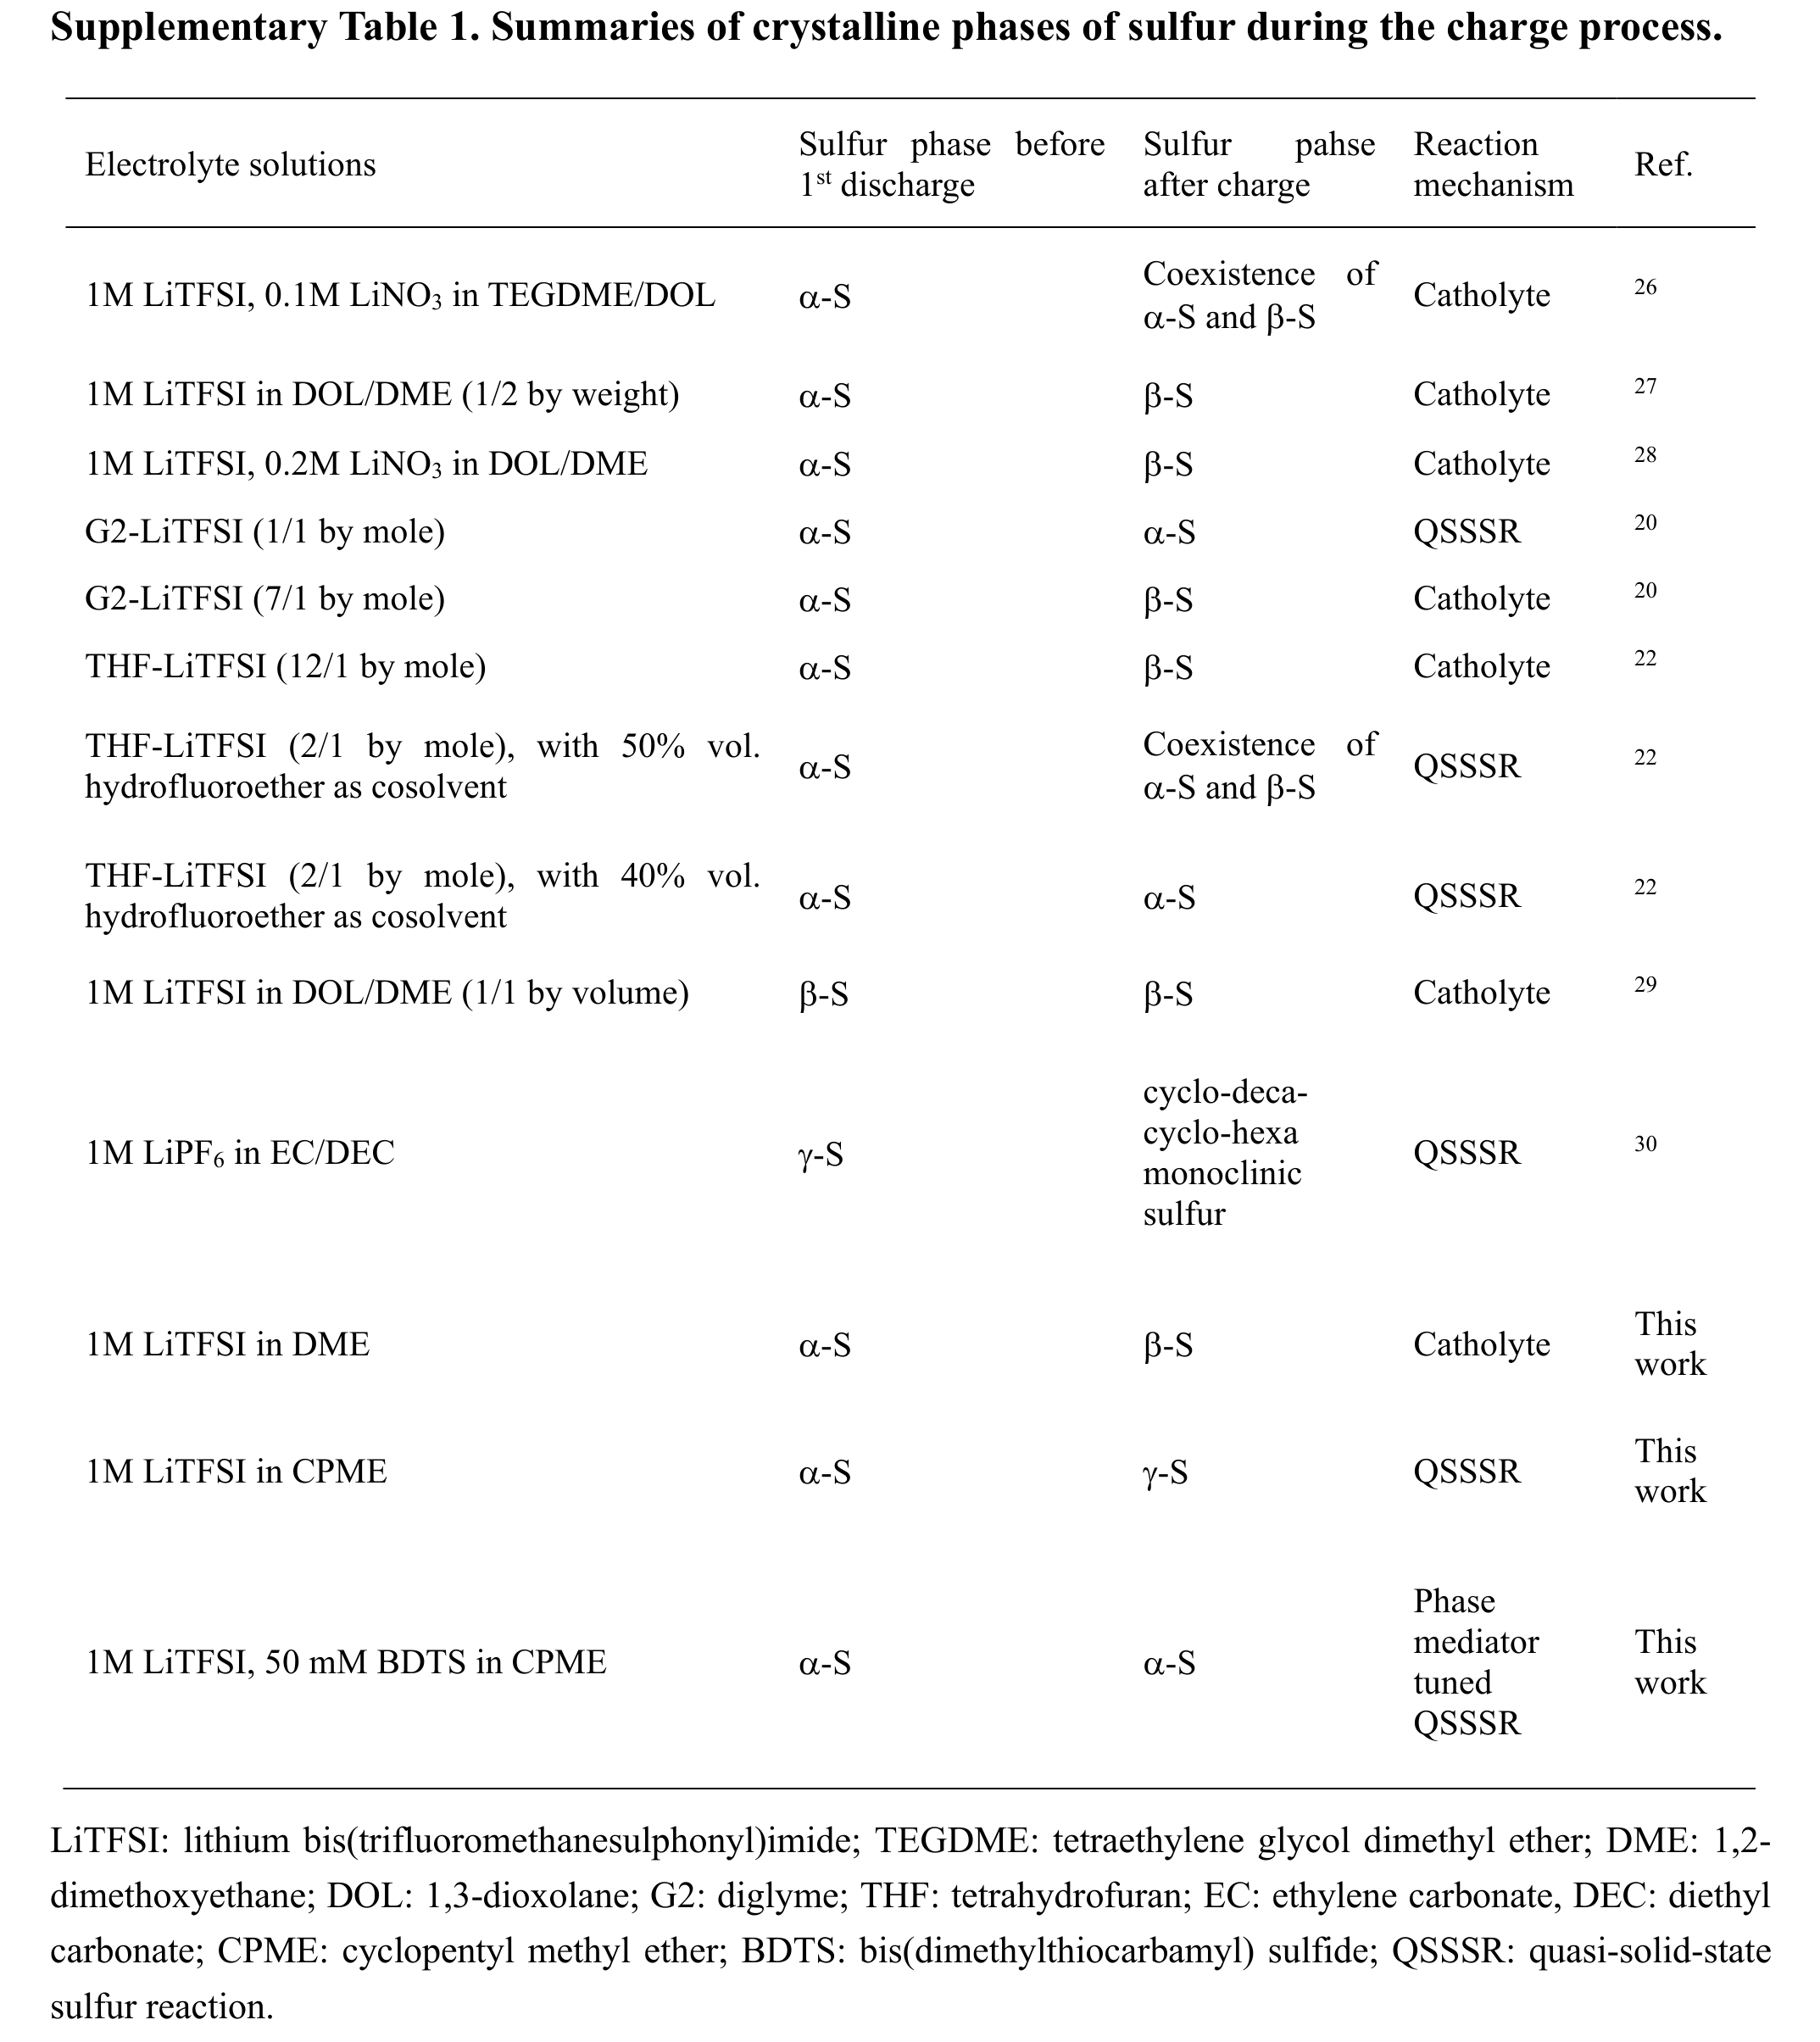 Supplementary Table 1. Summaries of crystalline phases of sulfur during the charge process.
Electrolyte solutions
Sulfur phase before
1st discharge
Sulfur pahse
after charge
Reaction
mechanism
Ref.
1M LiTFSI, 0.1M LiNO₃ in TEGDME/DOL
α-S
Coexistence of
α-S and β-S
Catholyte
26
1M LiTFSI in DOL/DME (1/2 by weight)
α-S
β-S
Catholyte
27
1M LiTFSI, 0.2M LiNO₃ in DOL/DME
α-S
β-S
Catholyte
28
G2-LiTFSI (1/1 by mole)
α-S
α-S
QSSSR
20
G2-LiTFSI (7/1 by mole)
α-S
β-S
Catholyte
20
THF-LiTFSI (12/1 by mole)
α-S
β-S
Catholyte
22
THF-LiTFSI (2/1 by mole), with 50% vol.
hydrofluoroether as cosolvent
α-S
Coexistence of
α-S and β-S
QSSSR
22
THF-LiTFSI (2/1 by mole), with 40% vol.
hydrofluoroether as cosolvent
α-S
α-S
QSSSR
22
1M LiTFSI in DOL/DME (1/1 by volume)
β-S
β-S
Catholyte
29
1M LiPF₆ in EC/DEC
γ-S
cyclo-deca-
cyclo-hexa
monoclinic
sulfur
QSSSR
30
1M LiTFSI in DME
α-S
β-S
Catholyte
This
work
1M LiTFSI in CPME
α-S
γ-S
QSSSR
This
work
1M LiTFSI, 50 mM BDTS in CPME
α-S
α-S
Phase
mediator
tuned
QSSSR
This
work
LiTFSI: lithium bis(trifluoromethanesulphonyl)imide; TEGDME: tetraethylene glycol dimethyl ether; DME: 1,2-
dimethoxyethane; DOL: 1,3-dioxolane; G2: diglyme; THF: tetrahydrofuran; EC: ethylene carbonate, DEC: diethyl
carbonate; CPME: cyclopentyl methyl ether; BDTS: bis(dimethylthiocarbamyl) sulfide; QSSSR: quasi-solid-state
sulfur reaction.